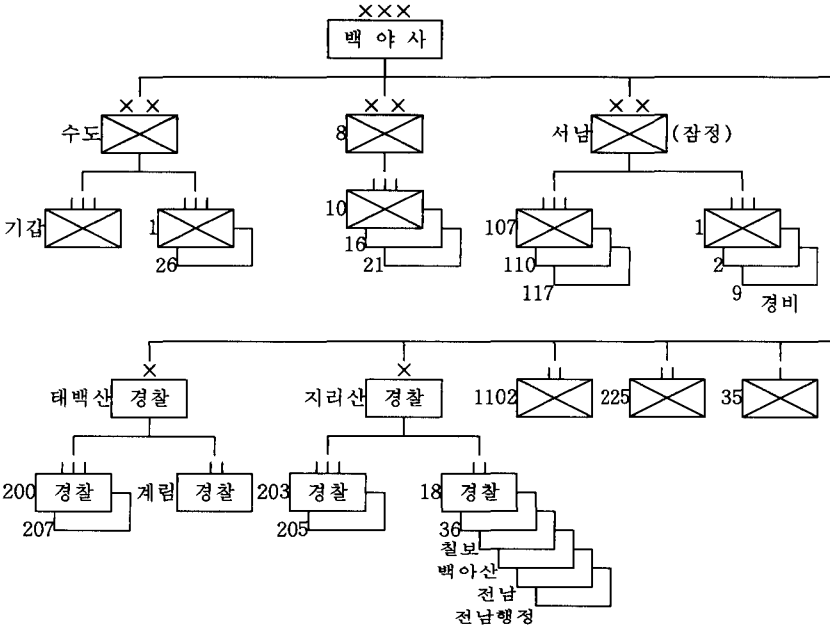 백 야 사
수도
8
서남
(잠정)
기갑
1
26
10
16
21
107
110
117
1
2
9
경비
태백산
경찰
지리산
경찰
1102
225
35
200
경찰
207
계림
경찰
203
경찰
205
18
경찰
36
칠보
백아산
전남
전남행정